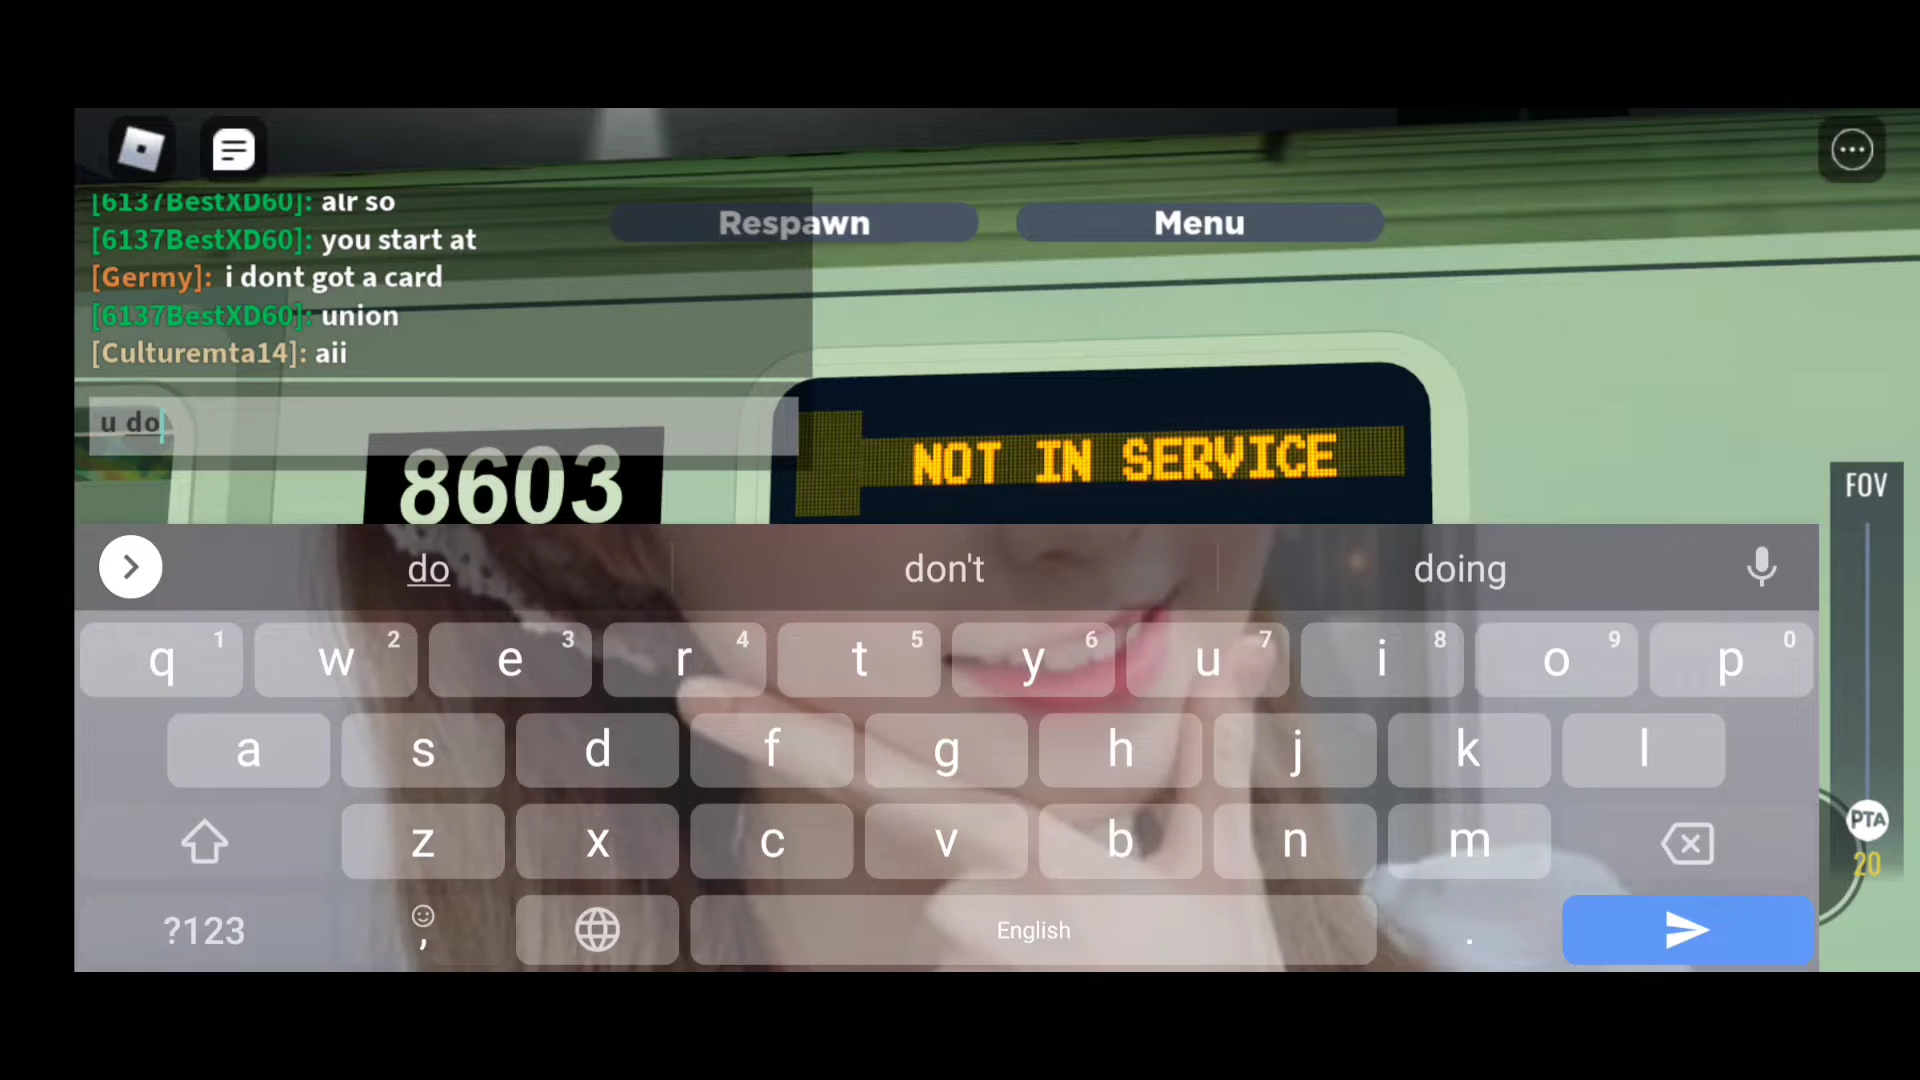 [6137BestXD60]: alr so
[6137BestXD60]: you start at
[Germy]: i dont got a card
[6137BestXD60]: union
[Culturemta14]: aii
Respawn
Menu
u do
8603
NOT IN SERVICE
FOV
PTA
20
do don't doing
q 1 w 2 e 3 r 4 t 5 y 6 u 7 i 8 o 9 p 0
a s d f g h j k l
z x c v b n m
?123 , English .